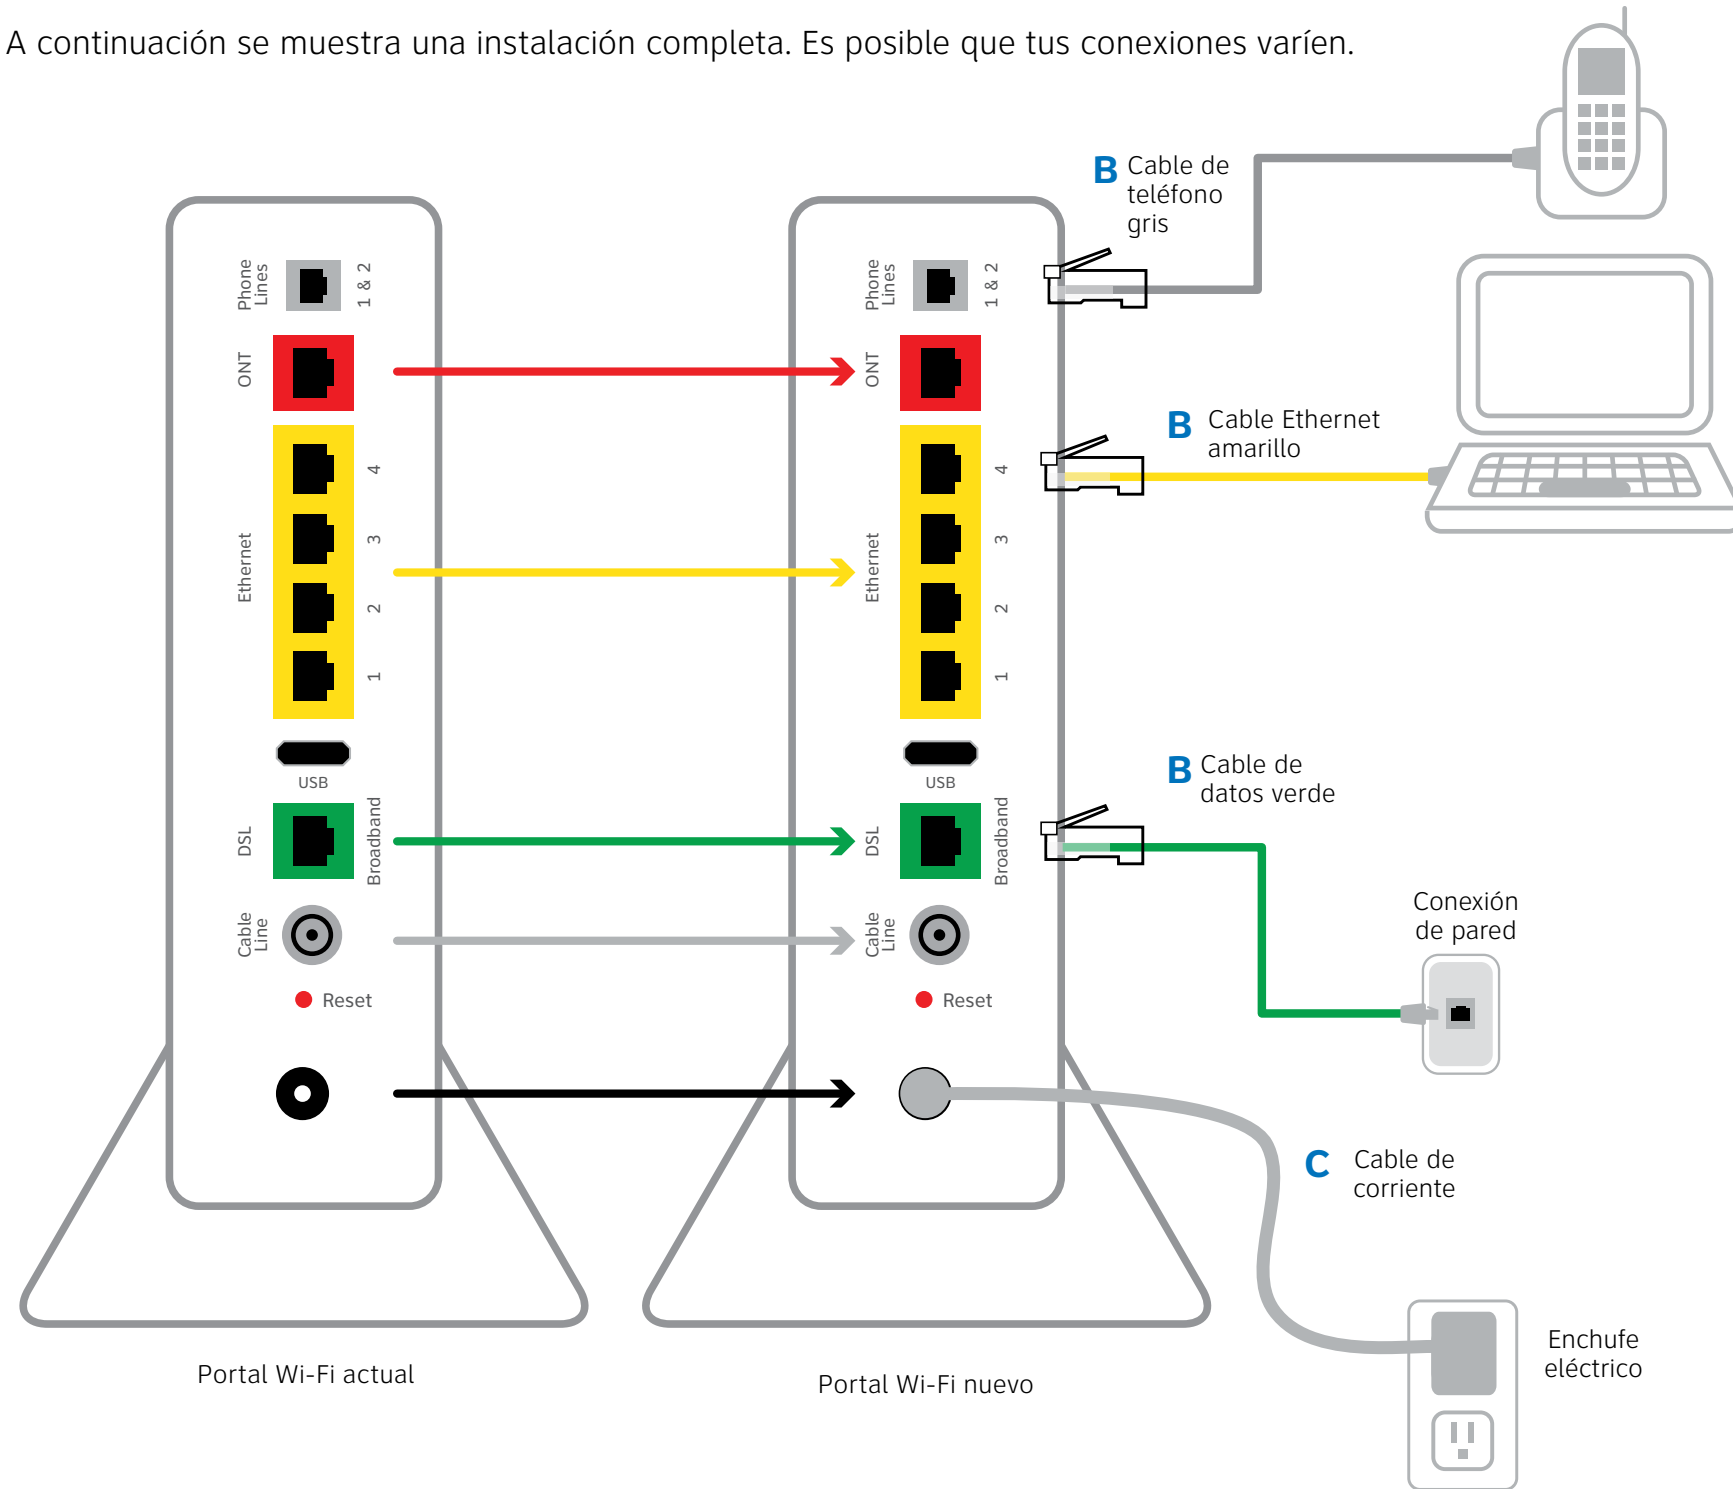 A continuación se muestra una instalación completa. Es posible que tus conexiones varíen.
B Cable de
teléfono
gris
Phone
Lines
1 & 2
ONT
Ethernet
4
3
2
1
USB
DSL
Broadband
Cable
Line
Reset
Portal Wi-Fi actual
Phone
Lines
1 & 2
ONT
Ethernet
4
3
2
1
USB
DSL
Broadband
Cable
Line
Reset
Portal Wi-Fi nuevo
B Cable Ethernet
amarillo
B Cable de
datos verde
Conexión
de pared
C Cable de
corriente
Enchufe
eléctrico